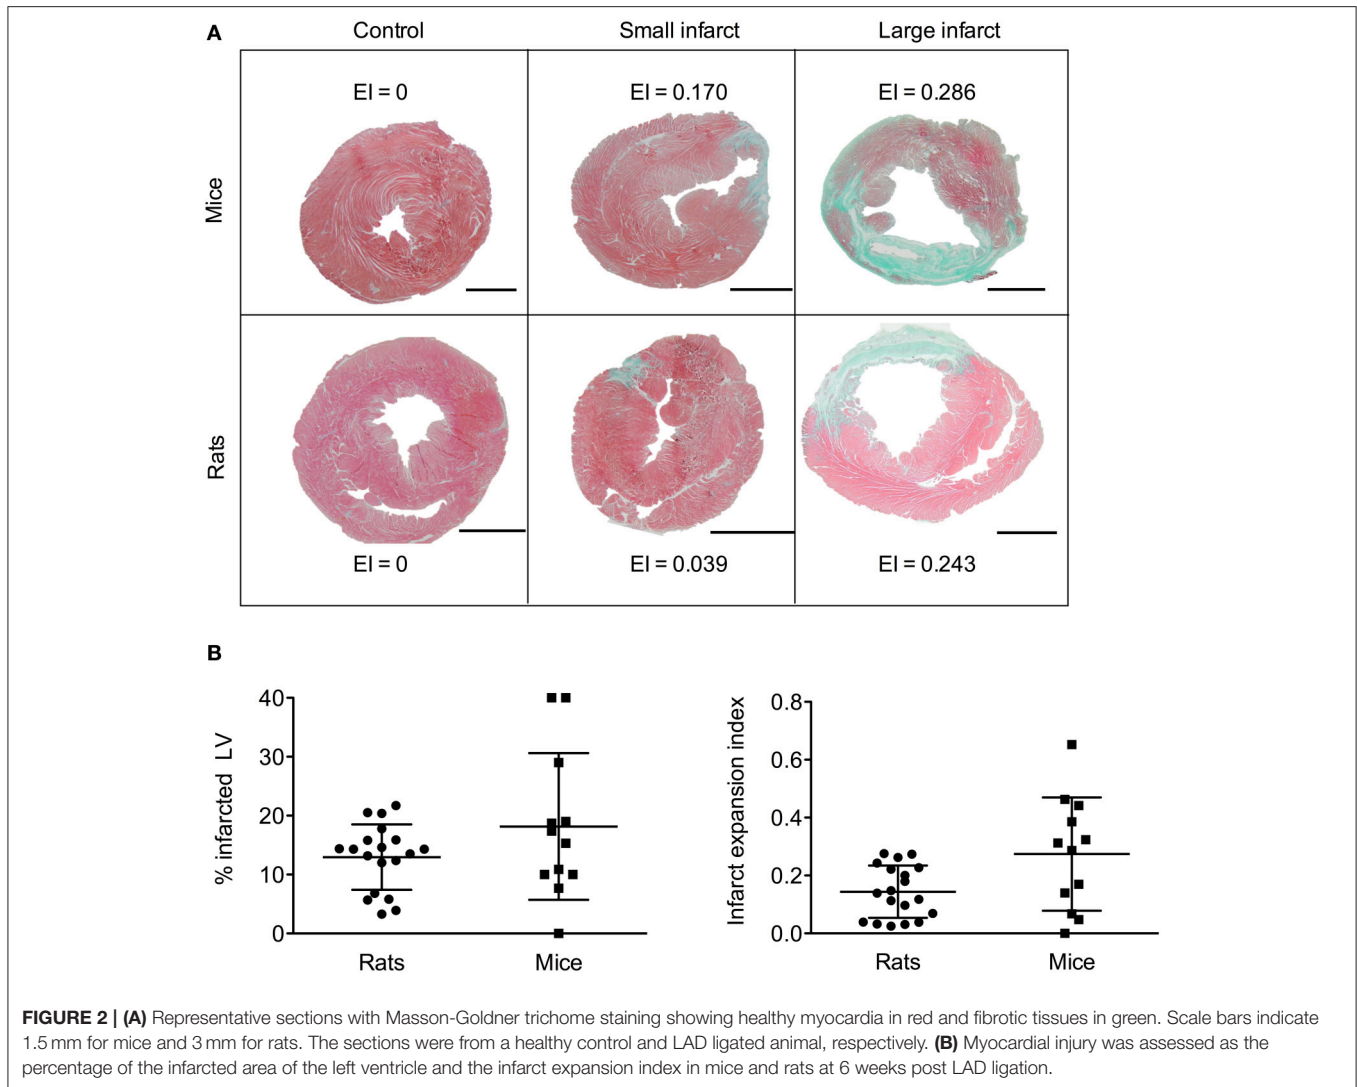 A
Control Small infarct Large infarct
Mice
EI = 0 EI = 0.170 EI = 0.286
Rats
EI = 0 EI = 0.039 EI = 0.243
B
% infarcted LV
40
30
20
10
0
Rats Mice
Infarct expansion index
0.8
0.6
0.4
0.2
0.0
Rats Mice
FIGURE 2 | (A) Representative sections with Masson-Goldner trichome staining showing healthy myocardia in red and fibrotic tissues in green. Scale bars indicate
1.5 mm for mice and 3 mm for rats. The sections were from a healthy control and LAD ligated animal, respectively. (B) Myocardial injury was assessed as the
percentage of the infarcted area of the left ventricle and the infarct expansion index in mice and rats at 6 weeks post LAD ligation.